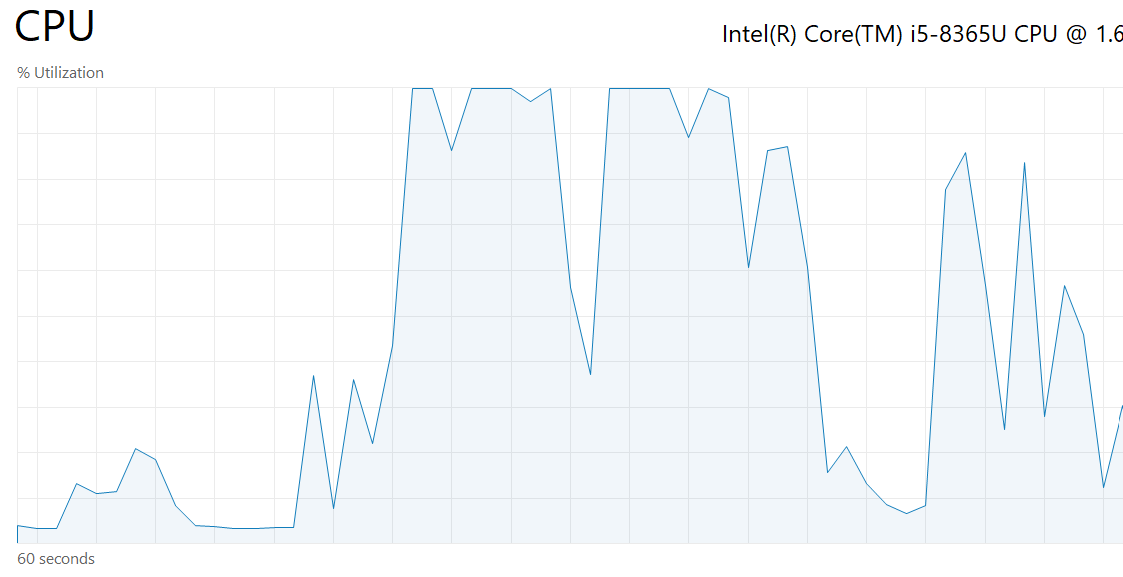 CPU
Intel(R) Core(TM) i5-8365U CPU @ 1.6
% Utilization
60 seconds